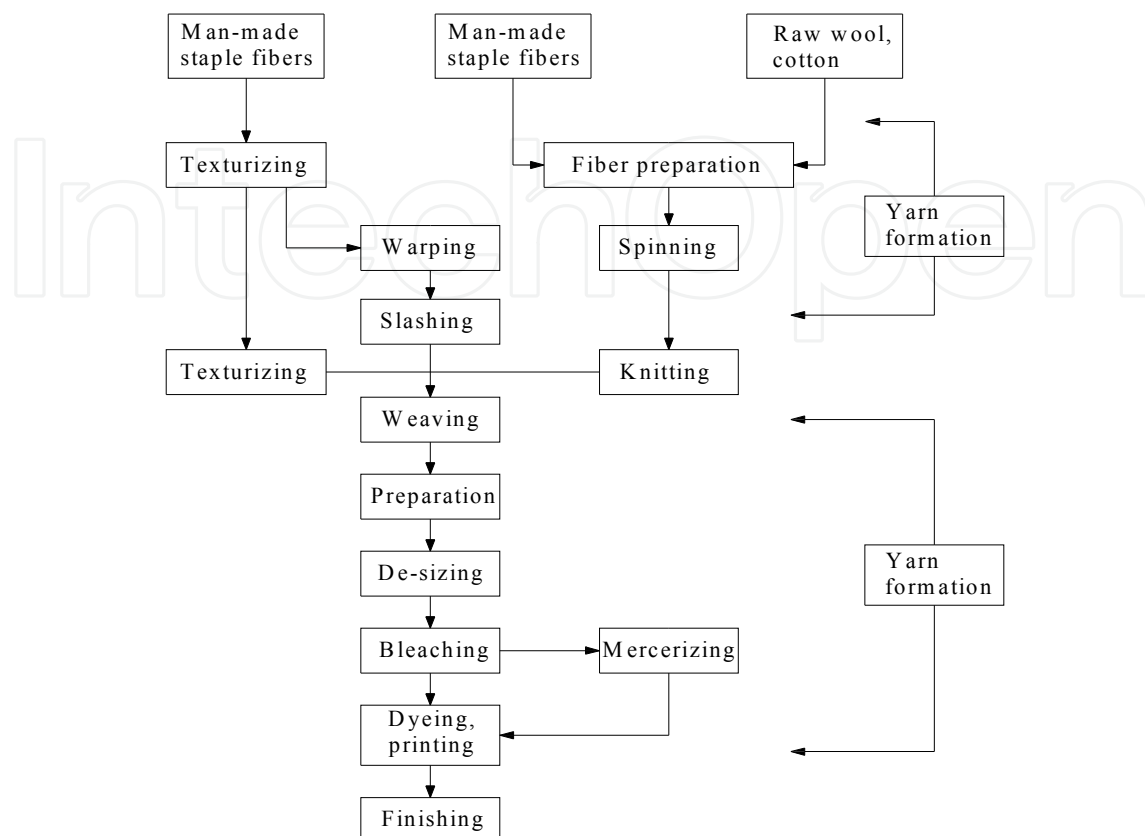 Man-made
staple fibers
Man-made
staple fibers
Raw wool,
cotton
Texturizing
Fiber preparation
Yarn
formation
Warping
Spinning
Slashing
Texturizing
Knitting
Weaving
Preparation
De-sizing
Yarn
formation
Bleaching
Mercerizing
Dyeing,
printing
Finishing
IntechOpen